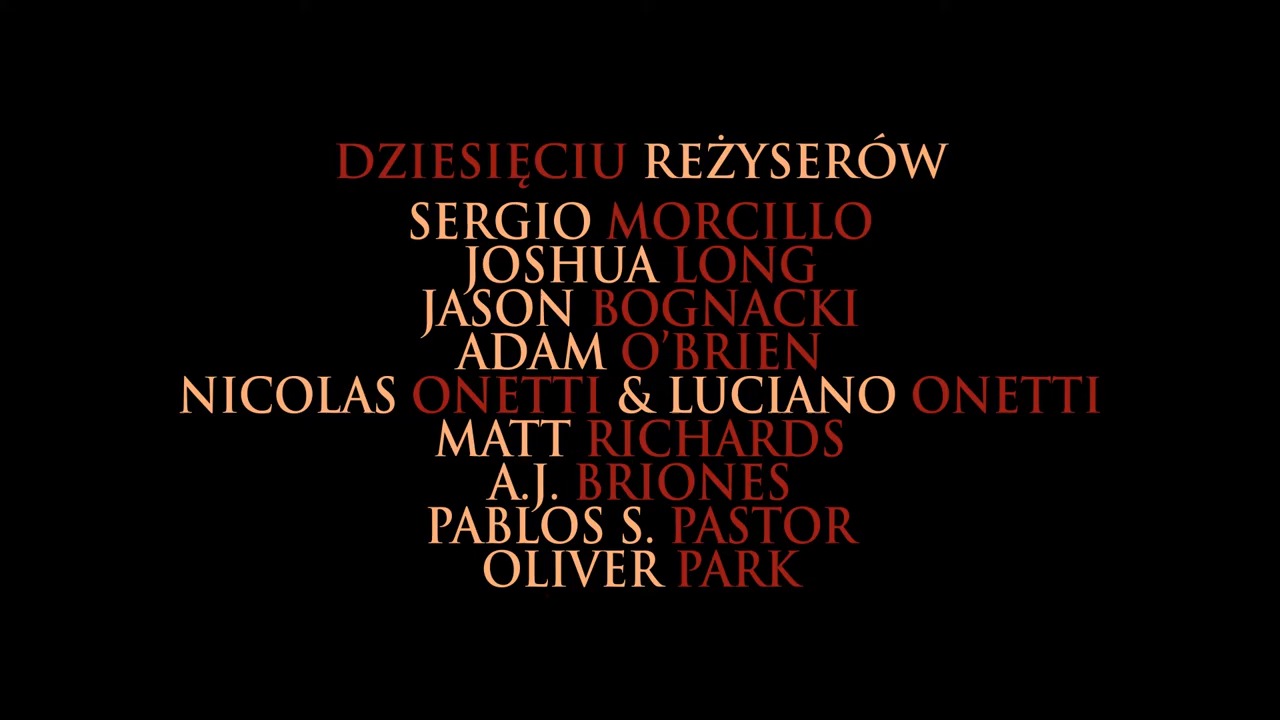 DZIESIĘCIU REŻYSERÓW
SERGIO MORCILLO
JOSHUA LONG
JASON BOGNACKI
ADAM O’BRIEN
NICOLAS ONETTI & LUCIANO ONETTI
MATT RICHARDS
A.J. BRIONES
PABLOS S. PASTOR
OLIVER PARK